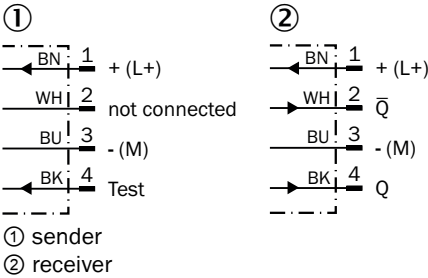 ① ②
BN 1 + (L+) BN 1 + (L+)
WH 2 not connected WH 2 Q̅
BU 3 - (M) BU 3 - (M)
BK 4 Test BK 4 Q
① sender
② receiver